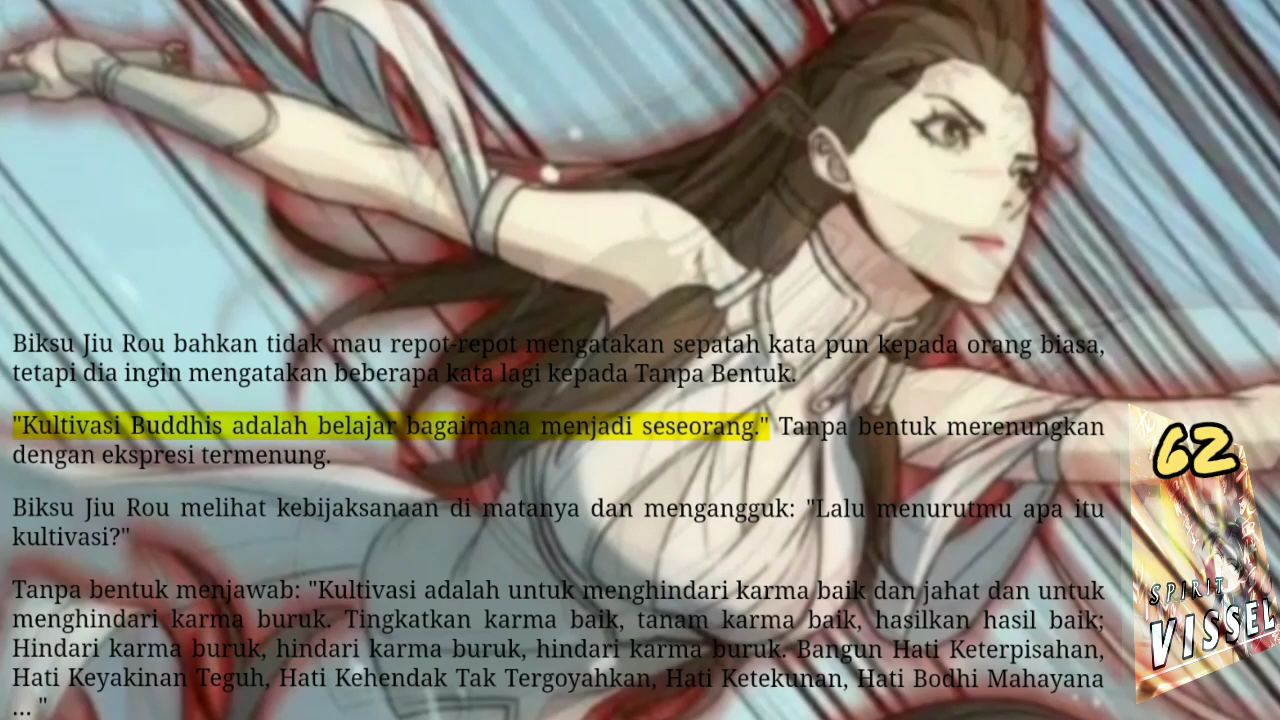 Biksu Jiu Rou bahkan tidak mau repot-repot mengatakan sepatah kata pun kepada orang biasa,
tetapi dia ingin mengatakan beberapa kata lagi kepada Tanpa Bentuk.
"Kultivasi Buddhis adalah belajar bagaimana menjadi seseorang." Tanpa bentuk merenungkan
dengan ekspresi termenung.
Biksu Jiu Rou melihat kebijaksanaan di matanya dan mengangguk: "Lalu menurutmu apa itu
kultivasi?"
Tanpa bentuk menjawab: "Kultivasi adalah untuk menghindari karma baik dan jahat dan untuk
menghindari karma buruk. Tingkatkan karma baik, tanam karma baik, hasilkan hasil baik;
Hindari karma buruk, hindari karma buruk, hindari karma buruk. Bangun Hati Keterpisahan,
Hati Keyakinan Teguh, Hati Kehendak Tak Tergoyahkan, Hati Ketekunan, Hati Bodhi Mahayana
... "
62
SPIRIT
VISSEL